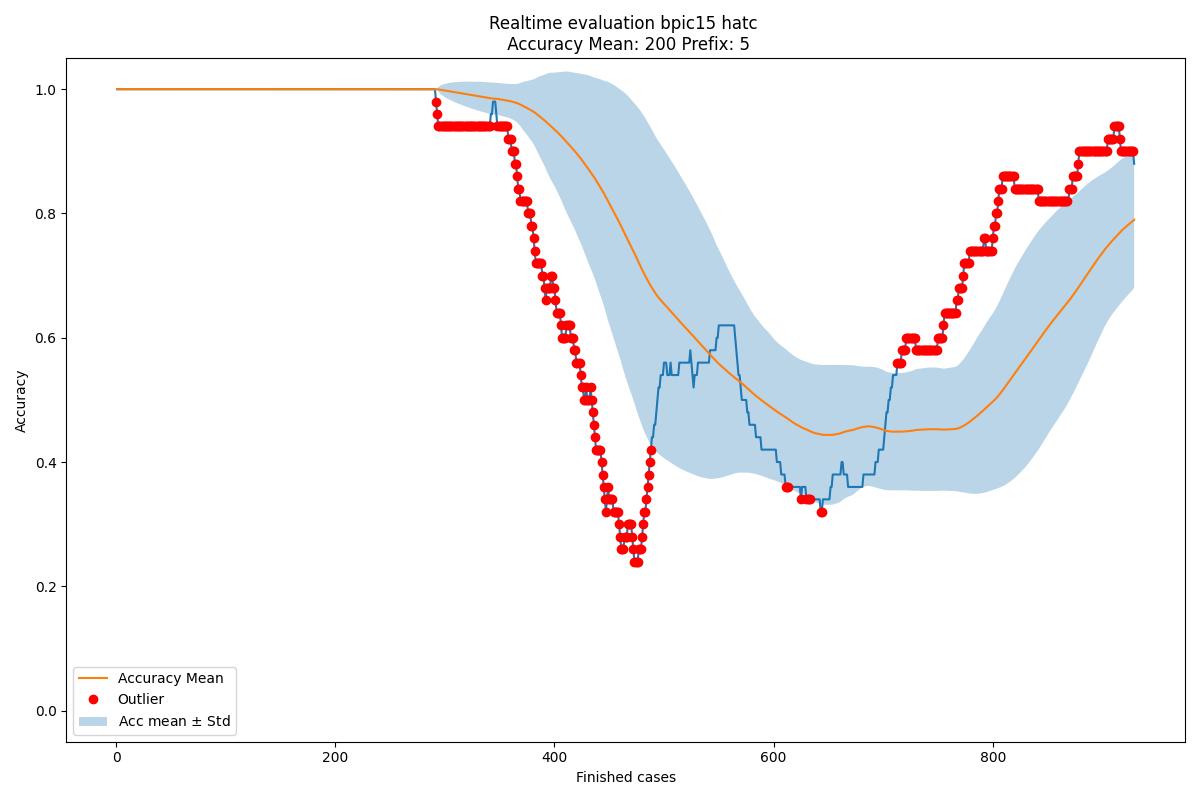 Realtime evaluation bpic15 hatc
Accuracy Mean: 200 Prefix: 5
1.0
0.8
0.6
0.4
0.2
0.0
Accuracy
Accuracy Mean
Outlier
Acc mean ± Std
0 200 400 600 800
Finished cases